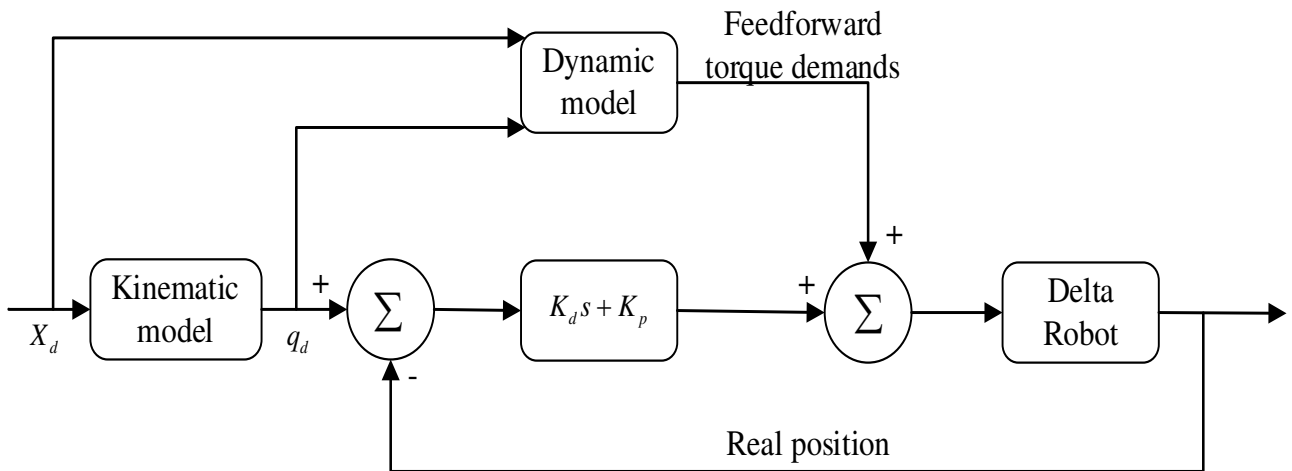 Feedforward
torque demands
Dynamic
model
+
Kinematic
model
+
Σ
K_d s + K_p
+
Σ
Delta
Robot
X_d
q_d
-
Real position